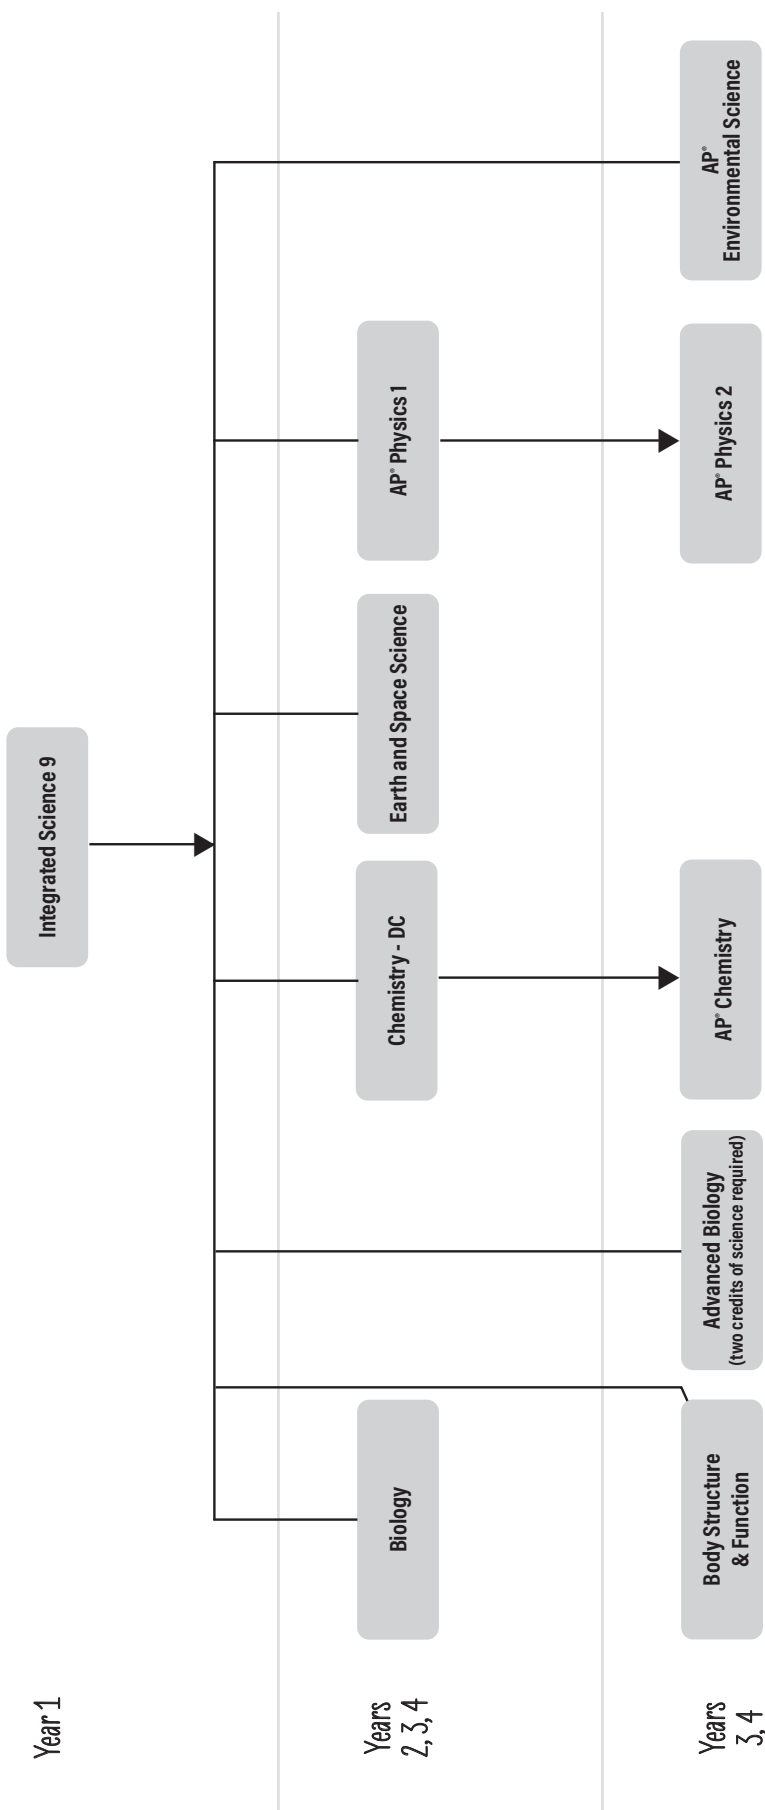 Year 1
Integrated Science 9
Years
2, 3, 4
Biology
Chemistry - DC
Earth and Space Science
AP® Physics 1
Years
3, 4
Body Structure
& Function
Advanced Biology
(two credits of science required)
AP® Chemistry
AP® Physics 2
AP®
Environmental Science